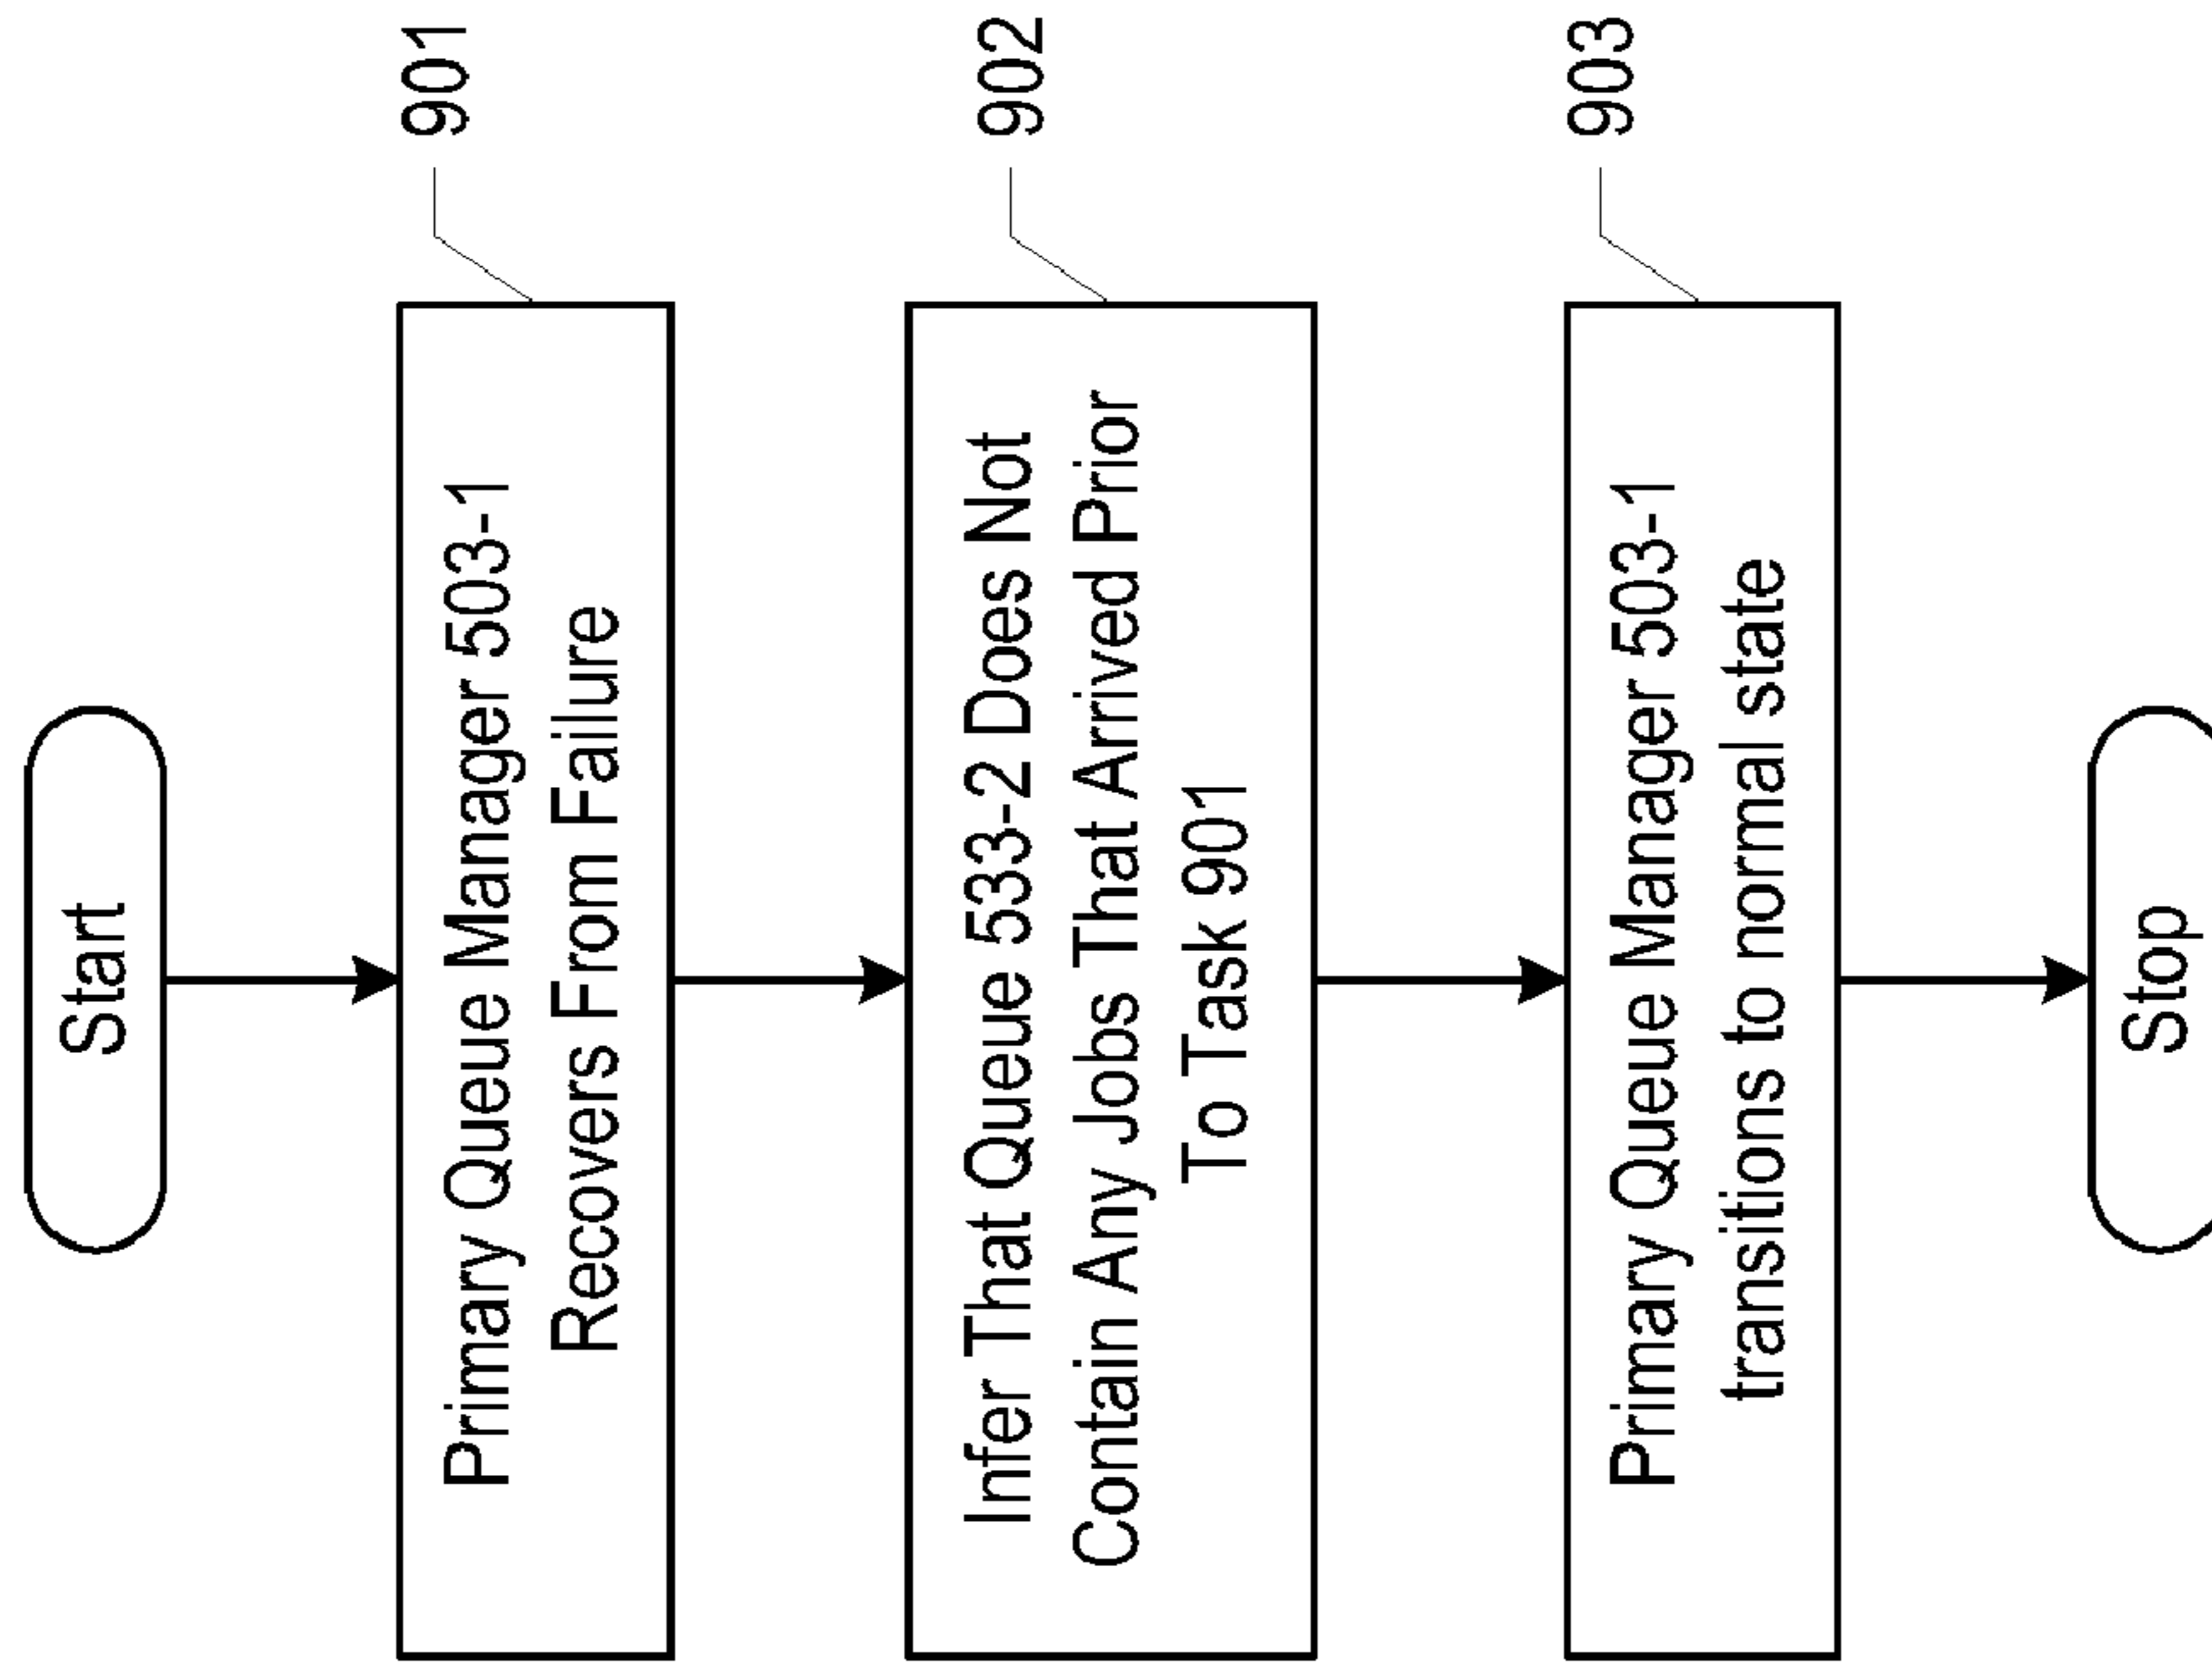 Start
Primary Queue Manager 503-1
Recovers From Failure
901
Infer That Queue 533-2 Does Not
Contain Any Jobs That Arrived Prior
To Task 901
902
Primary Queue Manager 503-1
transitions to normal state
903
Stop